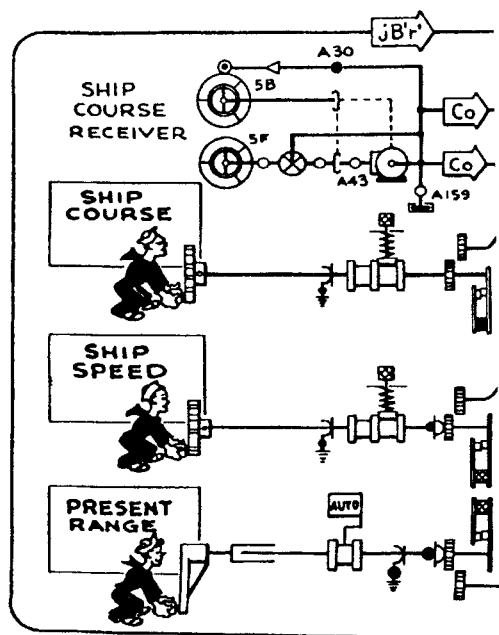 jB'r'
A30
SHIP
COURSE
RECEIVER
5B
Co
5F
Co
A43
A159
SHIP
COURSE
SHIP
SPEED
PRESENT
RANGE
AUTO